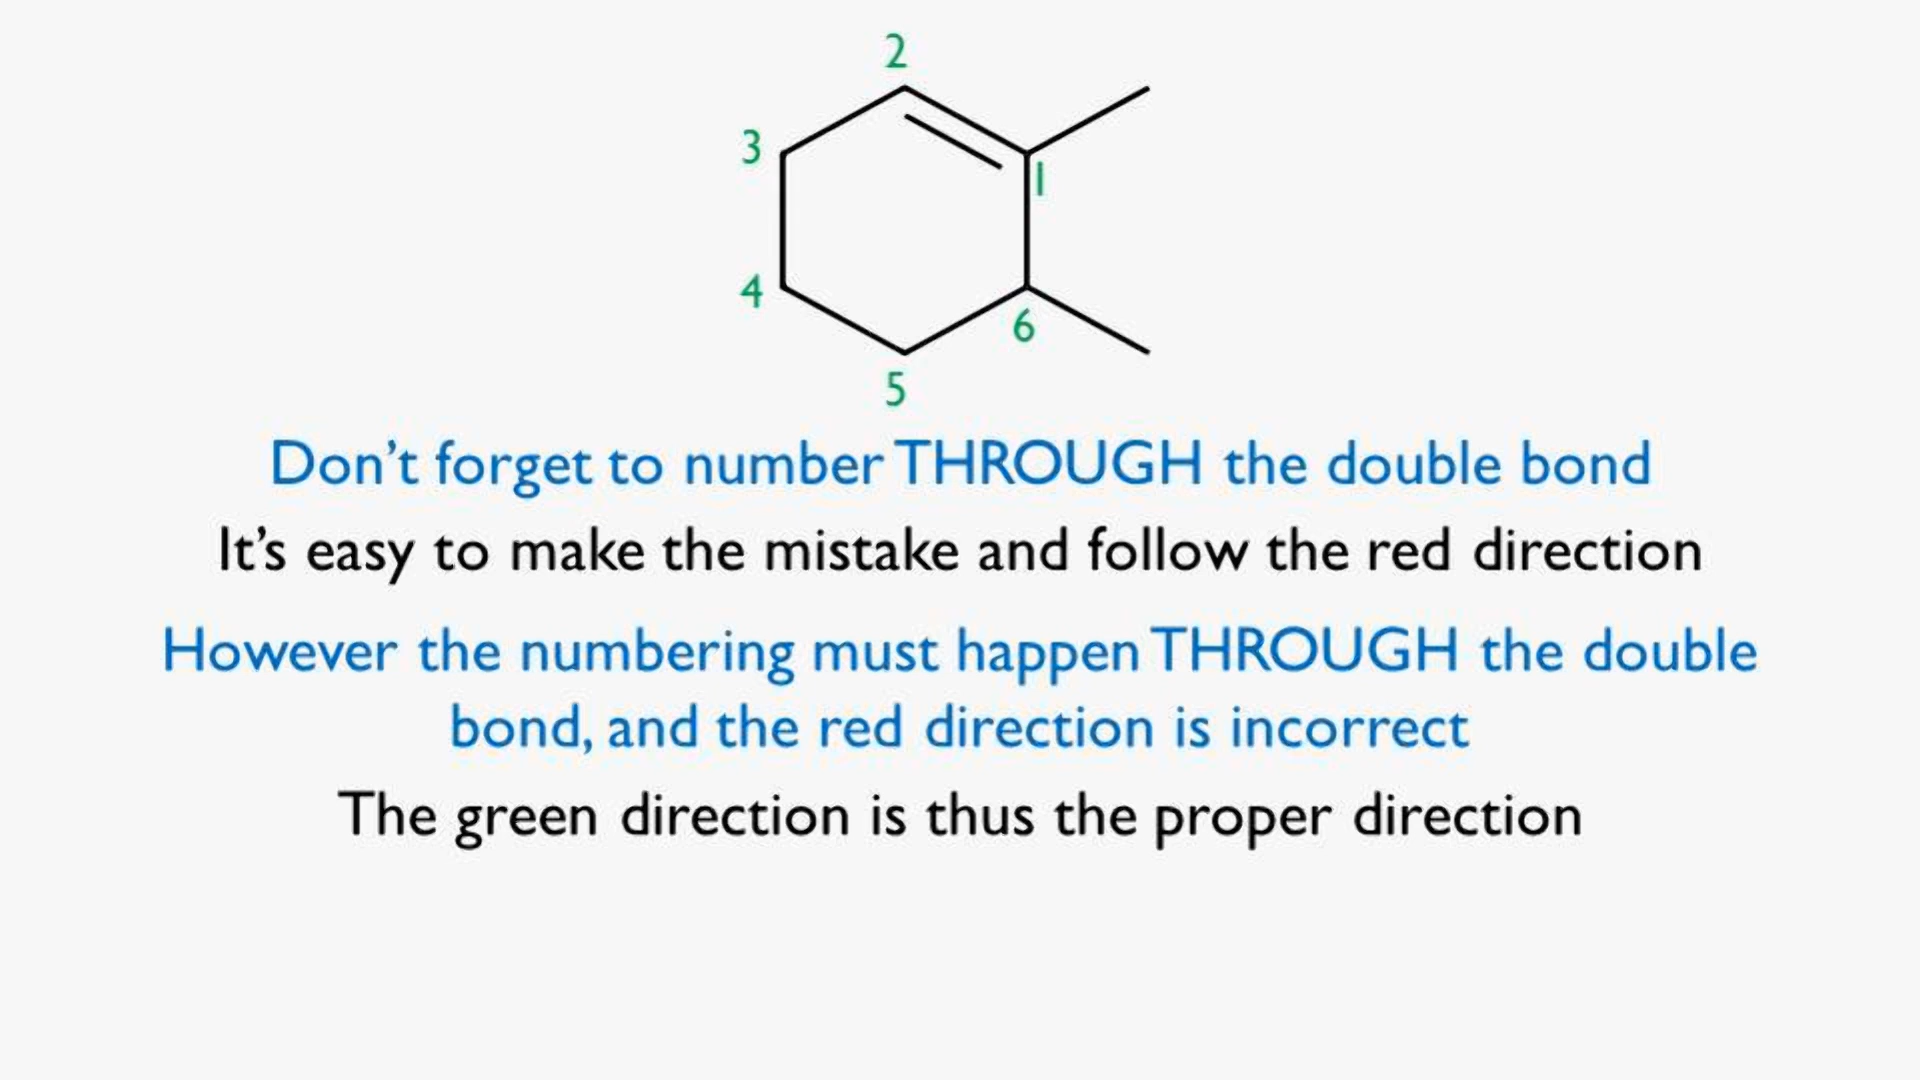 2
3
1
4
6
5
Don't forget to number THROUGH the double bond
It's easy to make the mistake and follow the red direction
However the numbering must happen THROUGH the double
bond, and the red direction is incorrect
The green direction is thus the proper direction